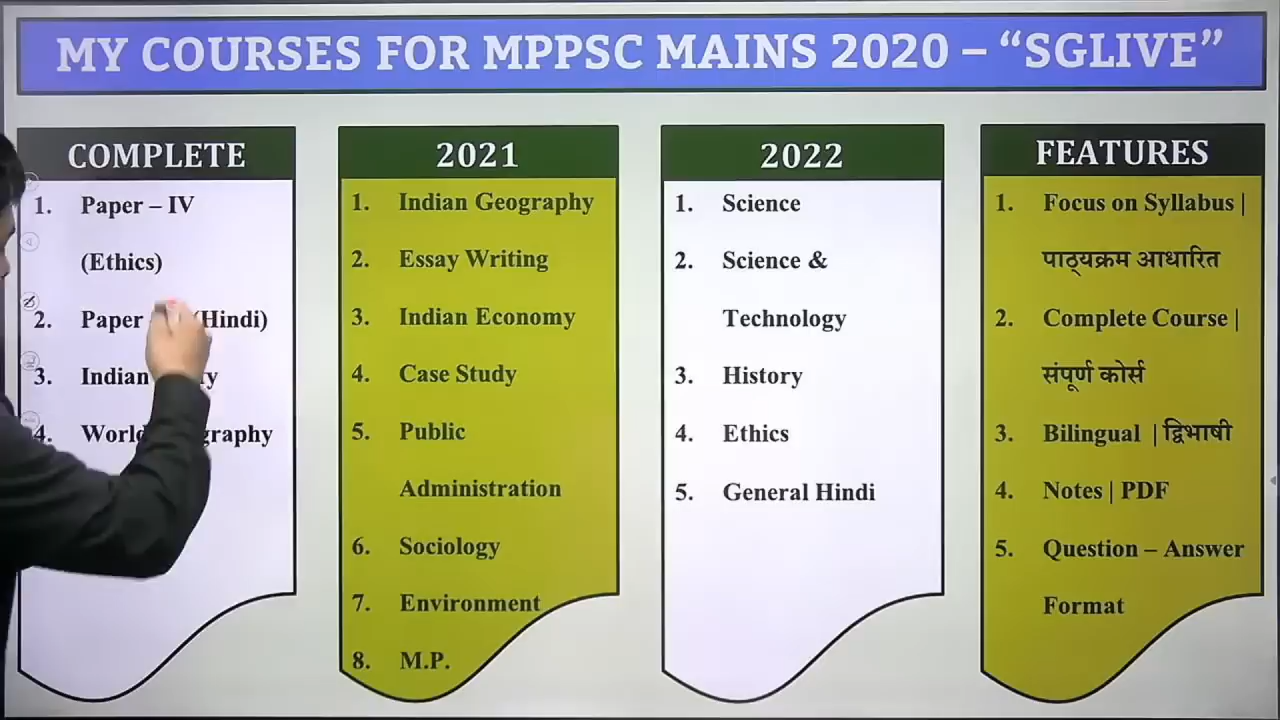 MY COURSES FOR MPPSC MAINS 2020 – “SGLIVE”
COMPLETE
1. Paper – IV
(Ethics)
2. Paper (Hindi)
3. Indian
4. World
2021
1. Indian Geography
2. Essay Writing
3. Indian Economy
4. Case Study
5. Public
Administration
6. Sociology
7. Environment
8. M.P.
2022
1. Science
2. Science &
Technology
3. History
4. Ethics
5. General Hindi
FEATURES
1. Focus on Syllabus |
पाठ्यक्रम आधारित
2. Complete Course |
संपूर्ण कोर्स
3. Bilingual | द्विभाषी
4. Notes | PDF
5. Question – Answer
Format